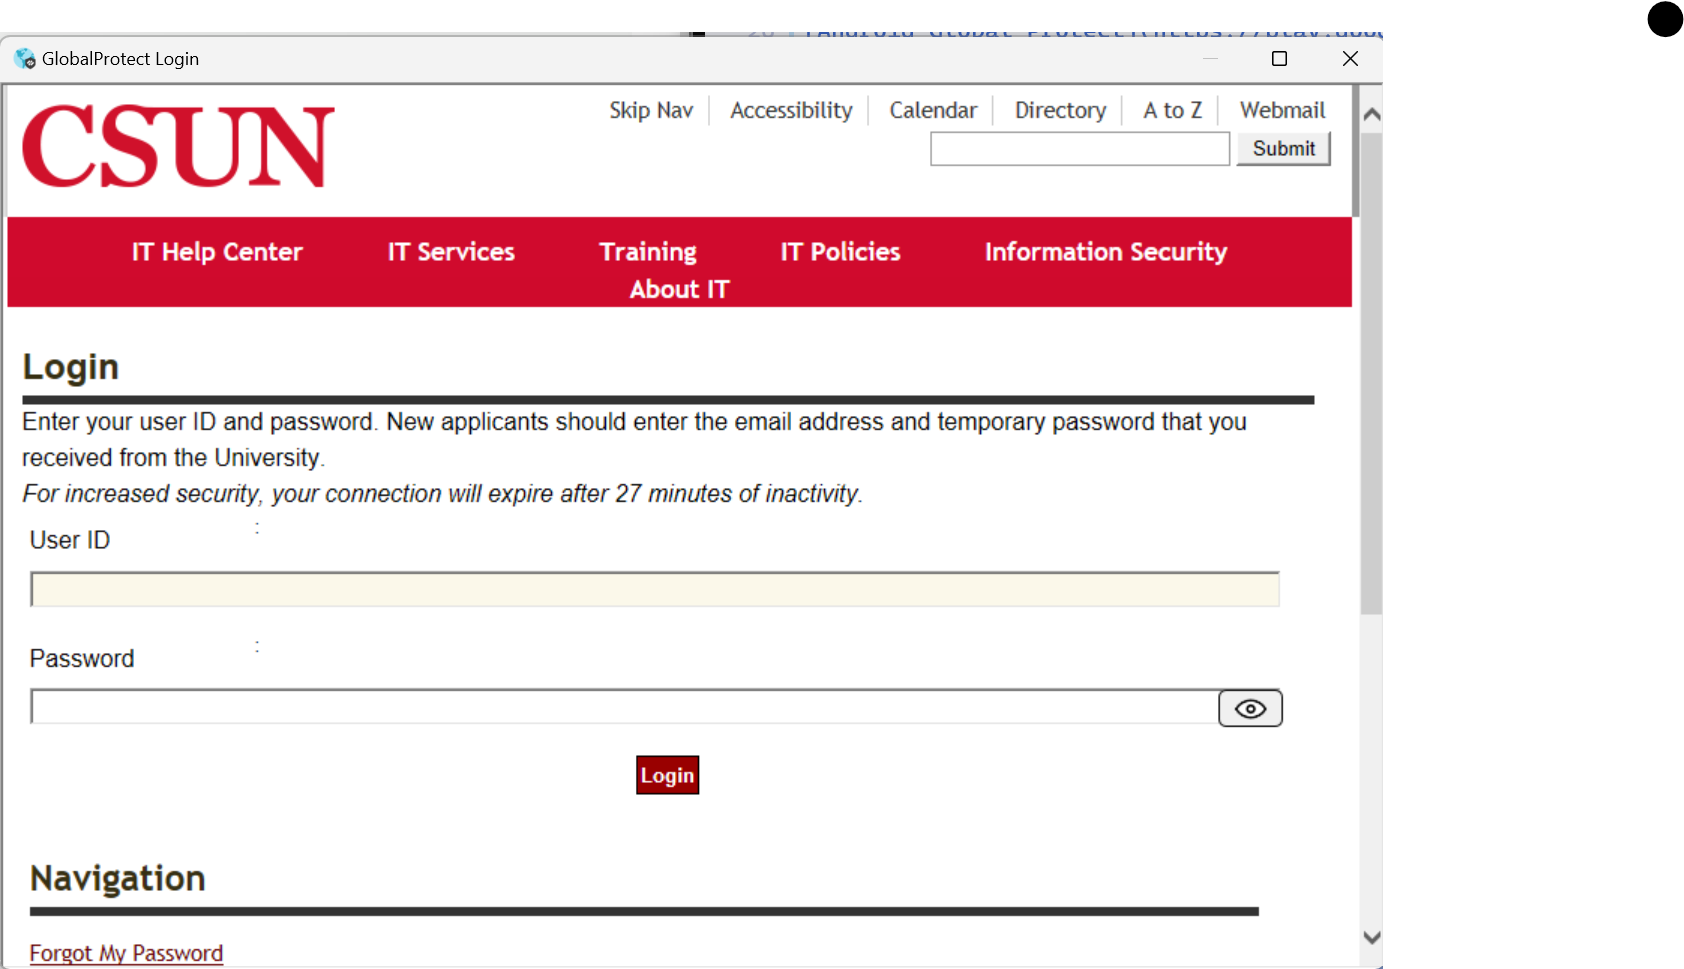 GlobalProtect Login
CSUN
Skip Nav
Accessibility
Calendar
Directory
A to Z
Webmail
Submit
IT Help Center
IT Services
Training
IT Policies
Information Security
About IT
Login
Enter your user ID and password. New applicants should enter the email address and temporary password that you
received from the University.
For increased security, your connection will expire after 27 minutes of inactivity.
User ID :
Password :
Login
Navigation
Forgot My Password